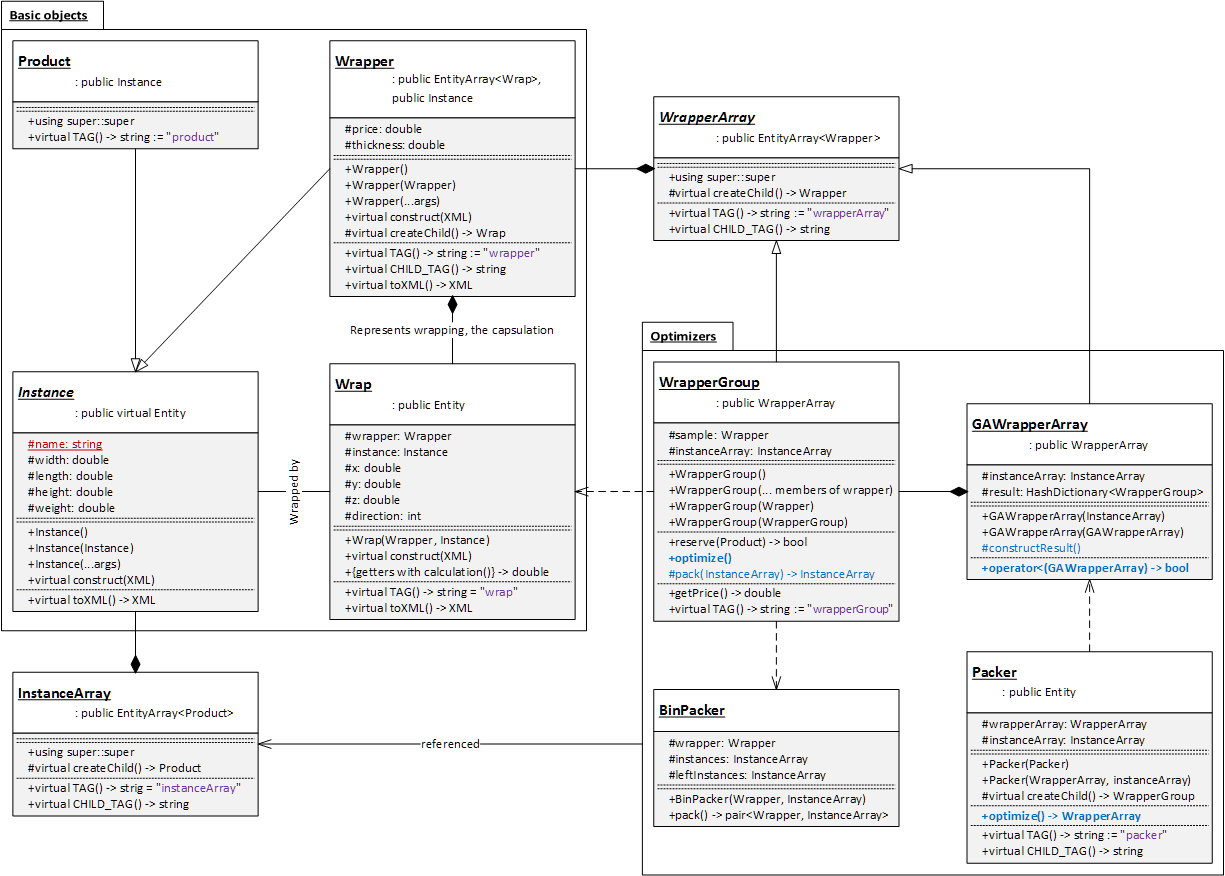 Basic objects
Product
: public Instance
+using super::super
+virtual TAG() -> string := "product"
Wrapper
: public EntityArray<Wrap>,
public Instance
#price: double
#thickness: double
+Wrapper()
+Wrapper(Wrapper)
+Wrapper(...args)
+virtual construct(XML)
#virtual createChild() -> Wrap
+virtual TAG() -> string := "wrapper"
+virtual CHILD_TAG() -> string
+virtual toXML() -> XML
Represents wrapping, the capsulation
WrapperArray
: public EntityArray<Wrapper>
+using super::super
#virtual createChild() -> Wrapper
+virtual TAG() -> string := "wrapperArray"
+virtual CHILD_TAG() -> string
Instance
: public virtual Entity
#name: string
#width: double
#length: double
#height: double
#weight: double
+Instance()
+Instance(Instance)
+Instance(...args)
+virtual construct(XML)
+virtual toXML() -> XML
Wrapped by
Wrap
: public Entity
#wrapper: Wrapper
#instance: Instance
#x: double
#y: double
#z: double
#direction: int
+Wrap(Wrapper, Instance)
+virtual construct(XML)
+{getters with calculation()} -> double
+virtual TAG() -> string = "wrap"
+virtual toXML() -> XML
Optimizers
WrapperGroup
: public WrapperArray
#sample: Wrapper
#instanceArray: InstanceArray
+WrapperGroup()
+WrapperGroup(... members of wrapper)
+WrapperGroup(Wrapper)
+WrapperGroup(WrapperGroup)
+reserve(Product) -> bool
+optimize()
#pack(InstanceArray) -> InstanceArray
+getPrice() -> double
+virtual TAG() -> string := "wrapperGroup"
GAWrapperArray
: public WrapperArray
#instanceArray: InstanceArray
#result: HashDictionary<WrapperGroup>
+GAWrapperArray(InstanceArray)
+GAWrapperArray(GAWrapperArray)
#constructResult()
+operator<(GAWrapperArray) -> bool
InstanceArray
: public EntityArray<Product>
+using super::super
#virtual createChild() -> Product
+virtual TAG() -> strig = "instanceArray"
+virtual CHILD_TAG() -> string
referenced
BinPacker
#wrapper: Wrapper
#instances: InstanceArray
#leftInstances: InstanceArray
+BinPacker(Wrapper, InstanceArray)
+pack() -> pair<Wrapper, InstanceArray>
Packer
: public Entity
#wrapperArray: WrapperArray
#instanceArray: InstanceArray
+Packer(Packer)
+Packer(WrapperArray, instanceArray)
#virtual createChild() -> WrapperGroup
+optimize() -> WrapperArray
+virtual TAG() -> string := "packer"
+virtual CHILD_TAG() -> string